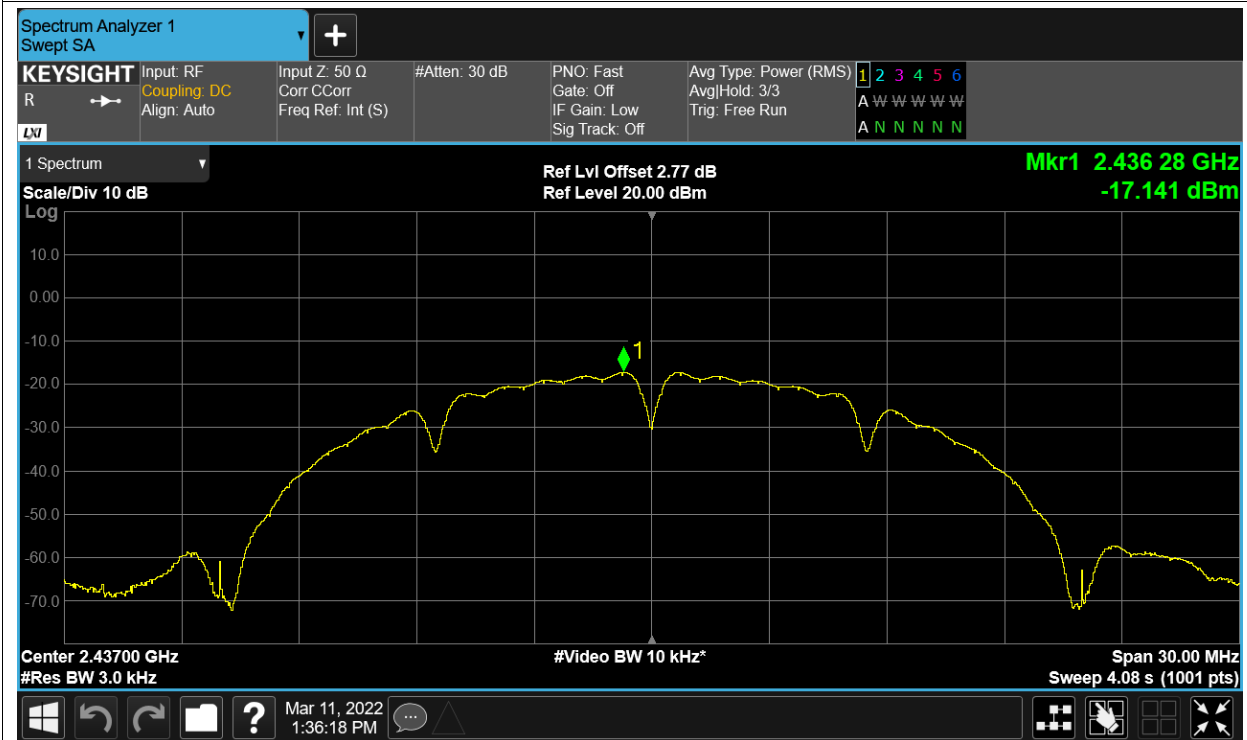 Spectrum Analyzer 1
Swept SA
KEYSIGHT
R
LXI
Input: RF
Coupling: DC
Align: Auto
Input Z: 50 Ω
Corr CCorr
Freq Ref: Int (S)
#Atten: 30 dB
PNO: Fast
Gate: Off
IF Gain: Low
Sig Track: Off
Avg Type: Power (RMS)
Avg|Hold: 3/3
Trig: Free Run
1 2 3 4 5 6
A W W W W W
A N N N N N
1 Spectrum
Scale/Div 10 dB
Log
Ref Lvl Offset 2.77 dB
Ref Level 20.00 dBm
Mkr1 2.436 28 GHz
-17.141 dBm
10.0
0.00
-10.0
-20.0
-30.0
-40.0
-50.0
-60.0
-70.0
1
Center 2.43700 GHz
#Res BW 3.0 kHz
#Video BW 10 kHz*
Span 30.00 MHz
Sweep 4.08 s (1001 pts)
?
Mar 11, 2022
1:36:18 PM